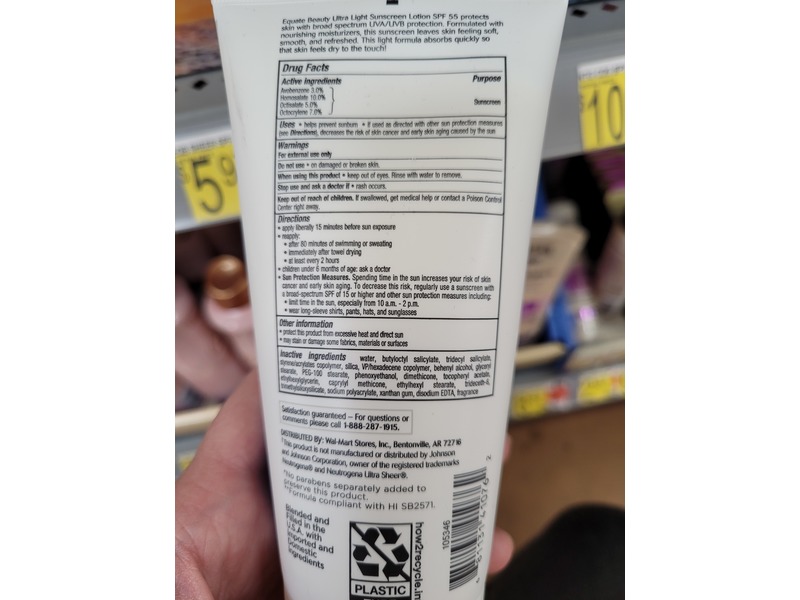 Equate Beauty Ultra Light Sunscreen Lotion SPF 55 protects
skin with broad spectrum UVA/UVB protection. Formulated with
nourishing moisturizers, this sunscreen leaves skin feeling soft,
smooth, and refreshed. This light formula absorbs quickly so
that skin feels dry to the touch!
Drug Facts
Active ingredients Purpose
Avobenzone 3.0%
Homosalate 10.0%
Octisalate 5.0% Sunscreen
Octocrylene 7.0%
Uses • helps prevent sunburn • if used as directed with other sun protection measures
(see Directions), decreases the risk of skin cancer and early skin aging caused by the sun
Warnings
For external use only
Do not use • on damaged or broken skin.
When using this product • keep out of eyes. Rinse with water to remove.
Stop use and ask a doctor if • rash occurs.
Keep out of reach of children. If swallowed, get medical help or contact a Poison Control
Center right away.
Directions
• apply liberally 15 minutes before sun exposure
• reapply:
• after 80 minutes of swimming or sweating
• immediately after towel drying
• at least every 2 hours
• children under 6 months of age: ask a doctor
• Sun Protection Measures. Spending time in the sun increases your risk of skin
cancer and early skin aging. To decrease this risk, regularly use a sunscreen with
a broad-spectrum SPF of 15 or higher and other sun protection measures including:
• limit time in the sun, especially from 10 a.m. - 2 p.m.
• wear long-sleeve shirts, pants, hats, and sunglasses
Other information
• protect this product from excessive heat and direct sun
• may stain or damage some fabrics, materials or surfaces
Inactive ingredients water, butyloctyl salicylate, tridecyl salicylate,
styrene/acrylates copolymer, silica, VP/hexadecene copolymer, behenyl alcohol, glyceryl
stearate, PEG-100 stearate, phenoxyethanol, dimethicone, tocopheryl acetate,
ethylhexylglycerin, caprylyl methicone, ethylhexyl stearate, trideceth-6,
trimethylsiloxysilicate, sodium polyacrylate, xanthan gum, disodium EDTA, fragrance
Satisfaction guaranteed – For questions or
comments please call 1-888-287-1915.
DISTRIBUTED BY: Wal-Mart Stores, Inc., Bentonville, AR 72716
†This product is not manufactured or distributed by Johnson
and Johnson Corporation, owner of the registered trademarks
Neutrogena® and Neutrogena Ultra Sheer®.
*No parabens separately added to
preserve this product.
**Formula compliant with HI SB2571.
Blended and
Filled in the
U.S.A. with
Imported and
Domestic
Ingredients
PLASTIC
how2recycle.in
105346
$5 9
$10